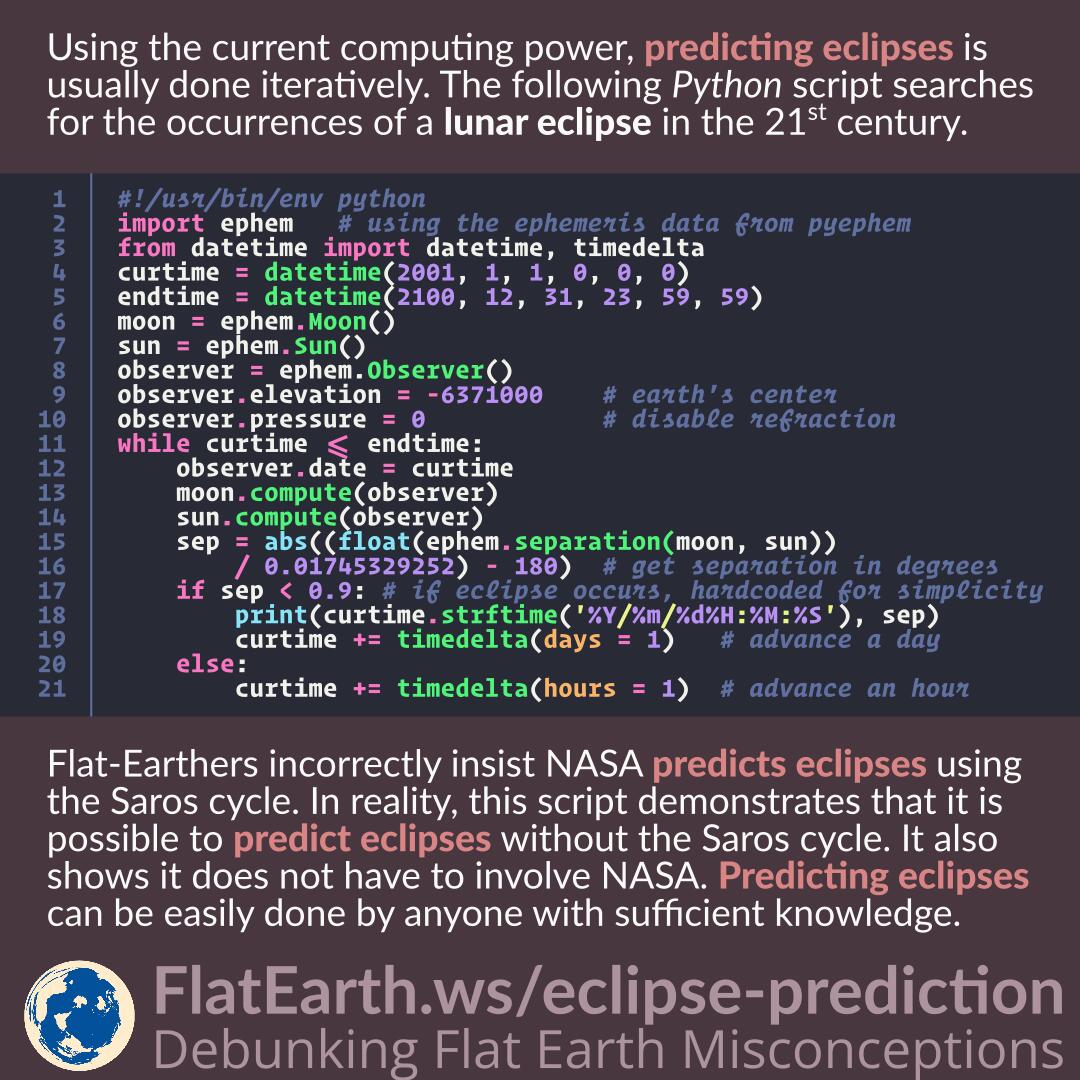 Using the current computing power, predicting eclipses is
usually done iteratively. The following Python script searches
for the occurrences of a lunar eclipse in the 21st century.
1 #!/usr/bin/env python
2 import ephem # using the ephemeris data from pyephem
3 from datetime import datetime, timedelta
4 curtime = datetime(2001, 1, 1, 0, 0, 0)
5 endtime = datetime(2100, 12, 31, 23, 59, 59)
6 moon = ephem.Moon()
7 sun = ephem.Sun()
8 observer = ephem.Observer()
9 observer.elevation = -6371000 # earth's center
10 observer.pressure = 0 # disable refraction
11 while curtime ⩽ endtime:
12 observer.date = curtime
13 moon.compute(observer)
14 sun.compute(observer)
15 sep = abs((float(ephem.separation(moon, sun))
16 / 0.01745329252) - 180) # get separation in degrees
17 if sep < 0.9: # if eclipse occurs, hardcoded for simplicity
18 print(curtime.strftime('%Y/%m/%d%H:%M:%S'), sep)
19 curtime += timedelta(days = 1) # advance a day
20 else:
21 curtime += timedelta(hours = 1) # advance an hour
Flat-Earthers incorrectly insist NASA predicts eclipses using
the Saros cycle. In reality, this script demonstrates that it is
possible to predict eclipses without the Saros cycle. It also
shows it does not have to involve NASA. Predicting eclipses
can be easily done by anyone with sufficient knowledge.
FlatEarth.ws/eclipse-prediction
Debunking Flat Earth Misconceptions